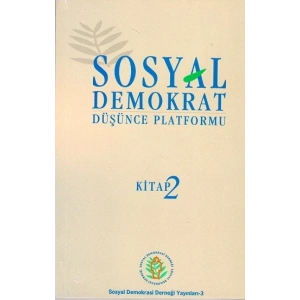 SOSYAL
DEMOKRAT
DÜŞÜNCE PLATFORMU
KİTAP 2
Sosyal Demokrasi Derneği Yayınları-3